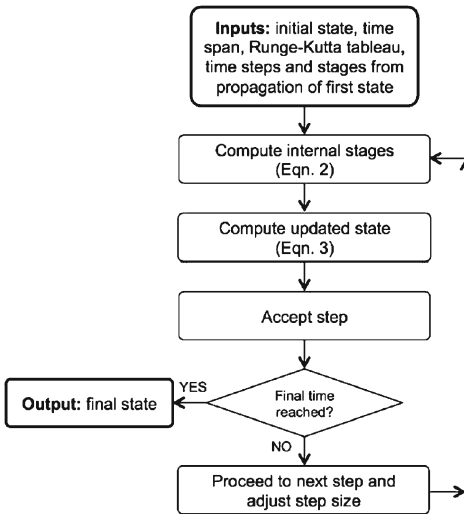 Inputs: initial state, time
span, Runge-Kutta tableau,
time steps and stages from
propagation of first state
Compute internal stages
(Eqn. 2)
Compute updated state
(Eqn. 3)
Accept step
Final time
reached?
YES
Output: final state
NO
Proceed to next step and
adjust step size